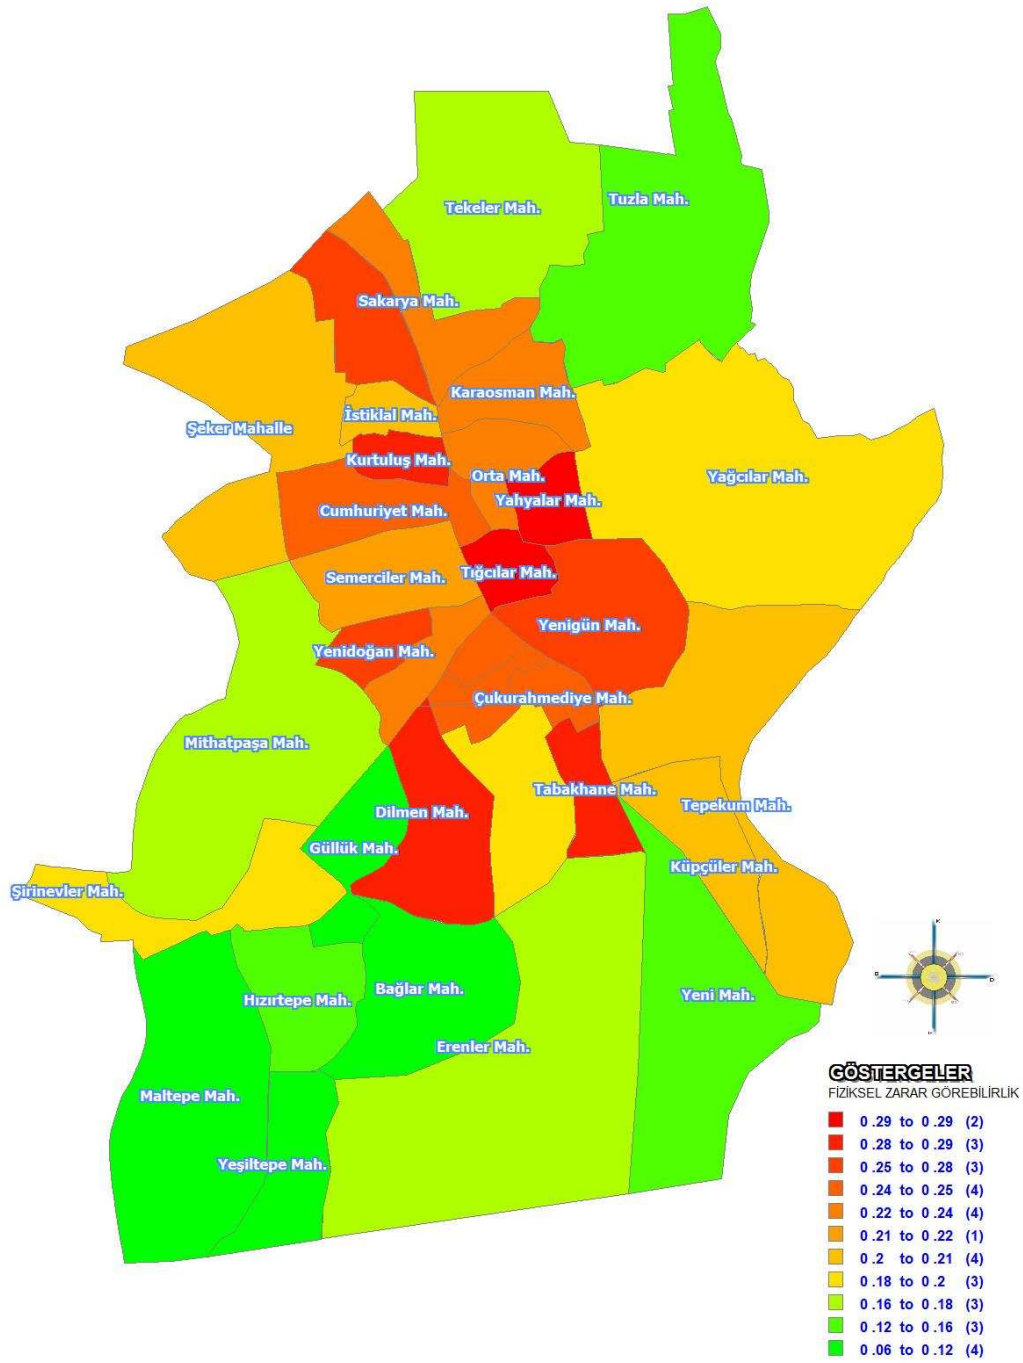 Tuzla Mah.
Tekeler Mah.
Sakarya Mah.
Karaosman Mah.
İstiklal Mah.
Şeker Mahalle
Kurtuluş Mah.
Orta Mah.
Yağcılar Mah.
Yahyalar Mah.
Cumhuriyet Mah.
Tığcılar Mah.
Semerciler Mah.
Yenigün Mah.
Yenidoğan Mah.
Çukurahmediye Mah.
Mithatpaşa Mah.
Tabakhane Mah.
Tepekum Mah.
Dilmen Mah.
Güllük Mah.
Küpçüler Mah.
Şirinevler Mah.
Bağlar Mah.
Yeni Mah.
Hızırtepe Mah.
Erenler Mah.
Maltepe Mah.
Yeşiltepe Mah.
GÖSTERGELER
FİZİKSEL ZARAR GÖREBİLİRLİK
0 .29 to 0 .29 (2)
0 .28 to 0 .29 (3)
0 .25 to 0 .28 (3)
0 .24 to 0 .25 (4)
0 .22 to 0 .24 (4)
0 .21 to 0 .22 (1)
0 .2 to 0 .21 (4)
0 .18 to 0 .2 (3)
0 .16 to 0 .18 (3)
0 .12 to 0 .16 (3)
0 .06 to 0 .12 (4)